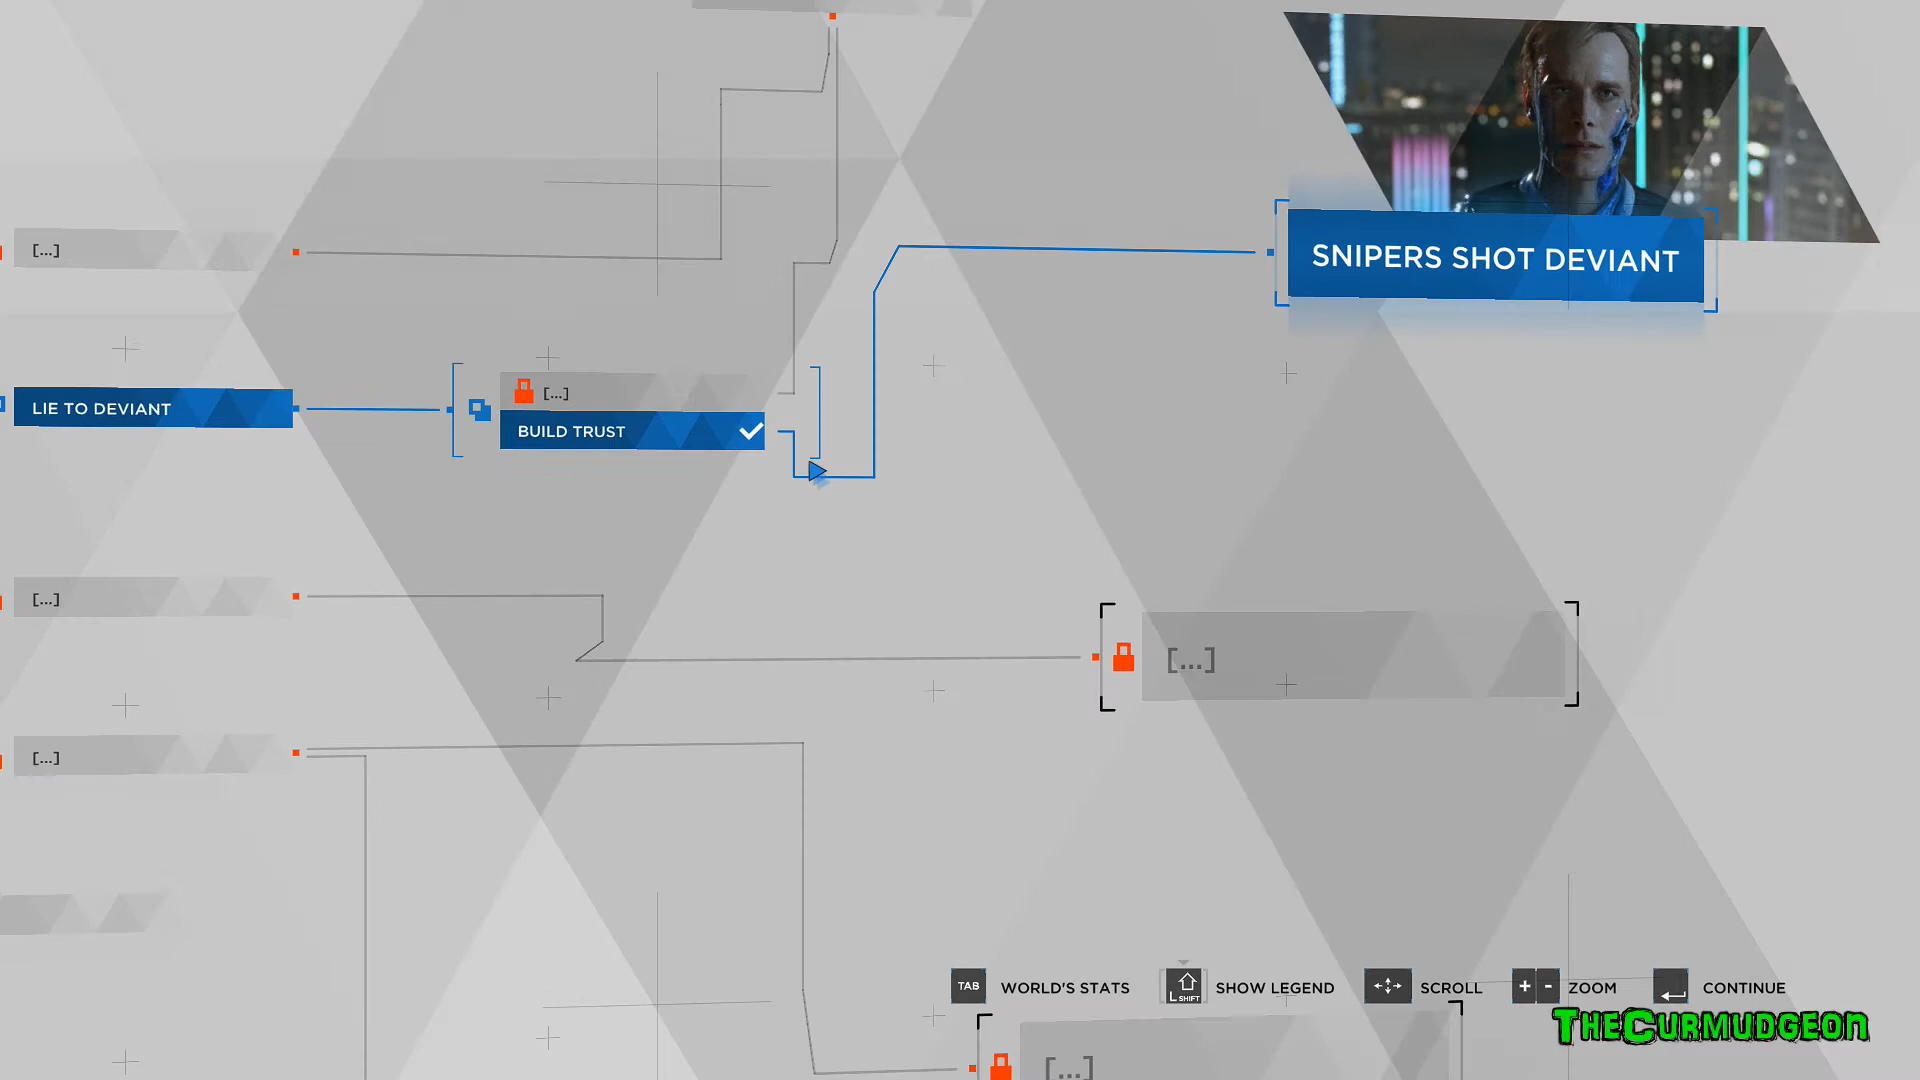 SNIPERS SHOT DEVIANT
[...]
LIE TO DEVIANT
[...]
BUILD TRUST
[...]
[...]
[...]
TAB WORLD'S STATS
L SHIFT SHOW LEGEND
SCROLL
+ - ZOOM
CONTINUE
THECURMUDGEON
[...]